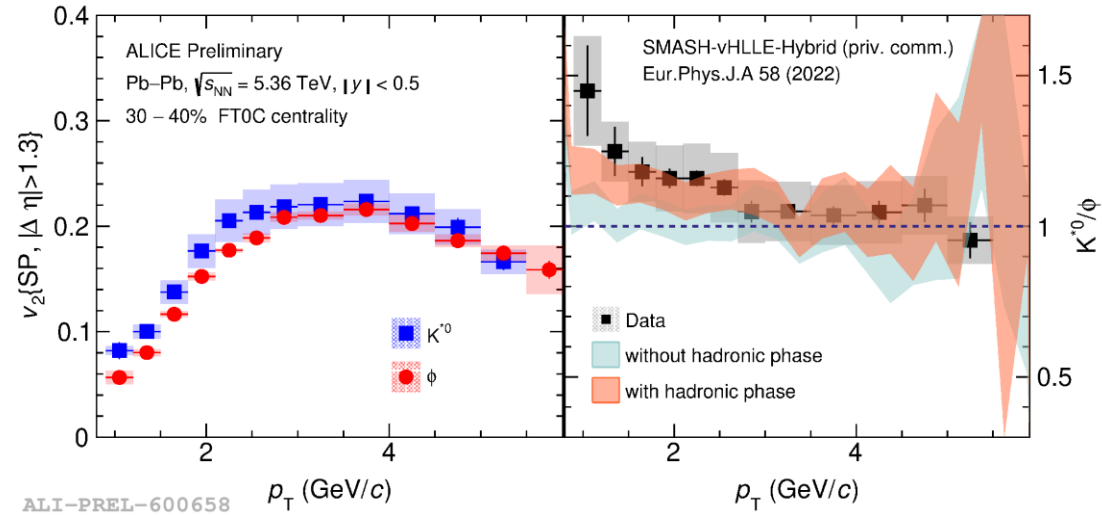 ALICE Preliminary
Pb–Pb, √sNN = 5.36 TeV, |y| < 0.5
30 – 40% FT0C centrality
v2{SP, |Δ η|>1.3}
0.4
0.3
0.2
0.1
0
K*0
ϕ
2
4
pT (GeV/c)
SMASH-vHLLE-Hybrid (priv. comm.)
Eur.Phys.J.A 58 (2022)
Data
without hadronic phase
with hadronic phase
1.5
1
0.5
K*0/ϕ
2
4
pT (GeV/c)
ALI-PREL-600658